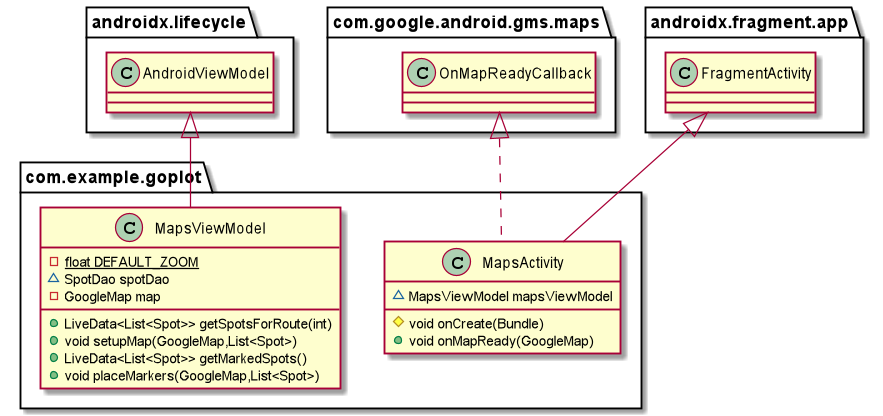 androidx.lifecycle
C AndroidViewModel
com.google.android.gms.maps
C OnMapReadyCallback
androidx.fragment.app
C FragmentActivity
com.example.goplot
C MapsViewModel
float DEFAULT_ZOOM
SpotDao spotDao
GoogleMap map
LiveData<List<Spot>> getSpotsForRoute(int)
void setupMap(GoogleMap,List<Spot>)
LiveData<List<Spot>> getMarkedSpots()
void placeMarkers(GoogleMap,List<Spot>)
C MapsActivity
MapsViewModel mapsViewModel
void onCreate(Bundle)
void onMapReady(GoogleMap)